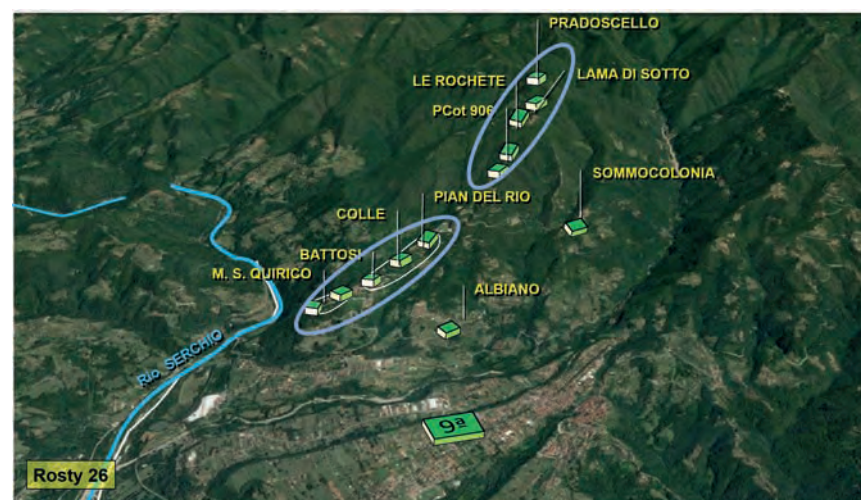 PRADOSCELLO
LE ROCHETE
LAMA DI SOTTO
PCot 906
SOMMOCOLONIA
PIAN DEL RIO
COLLE
BATTOSI
M. S. QUIRICO
ALBIANO
Rio. SERCHIO
9ª
Rosty 26